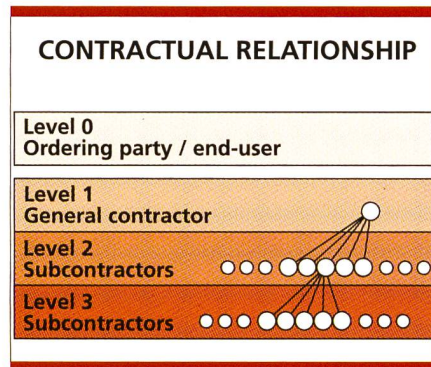 CONTRACTUAL RELATIONSHIP
Level 0
Ordering party / end-user
Level 1
General contractor
Level 2
Subcontractors
Level 3
Subcontractors